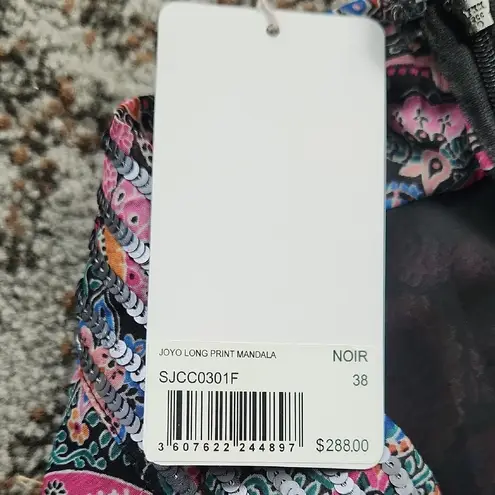 JOYO LONG PRINT MANDALA NOIR
SJCC0301F 38
3 607622 244897 $288.00